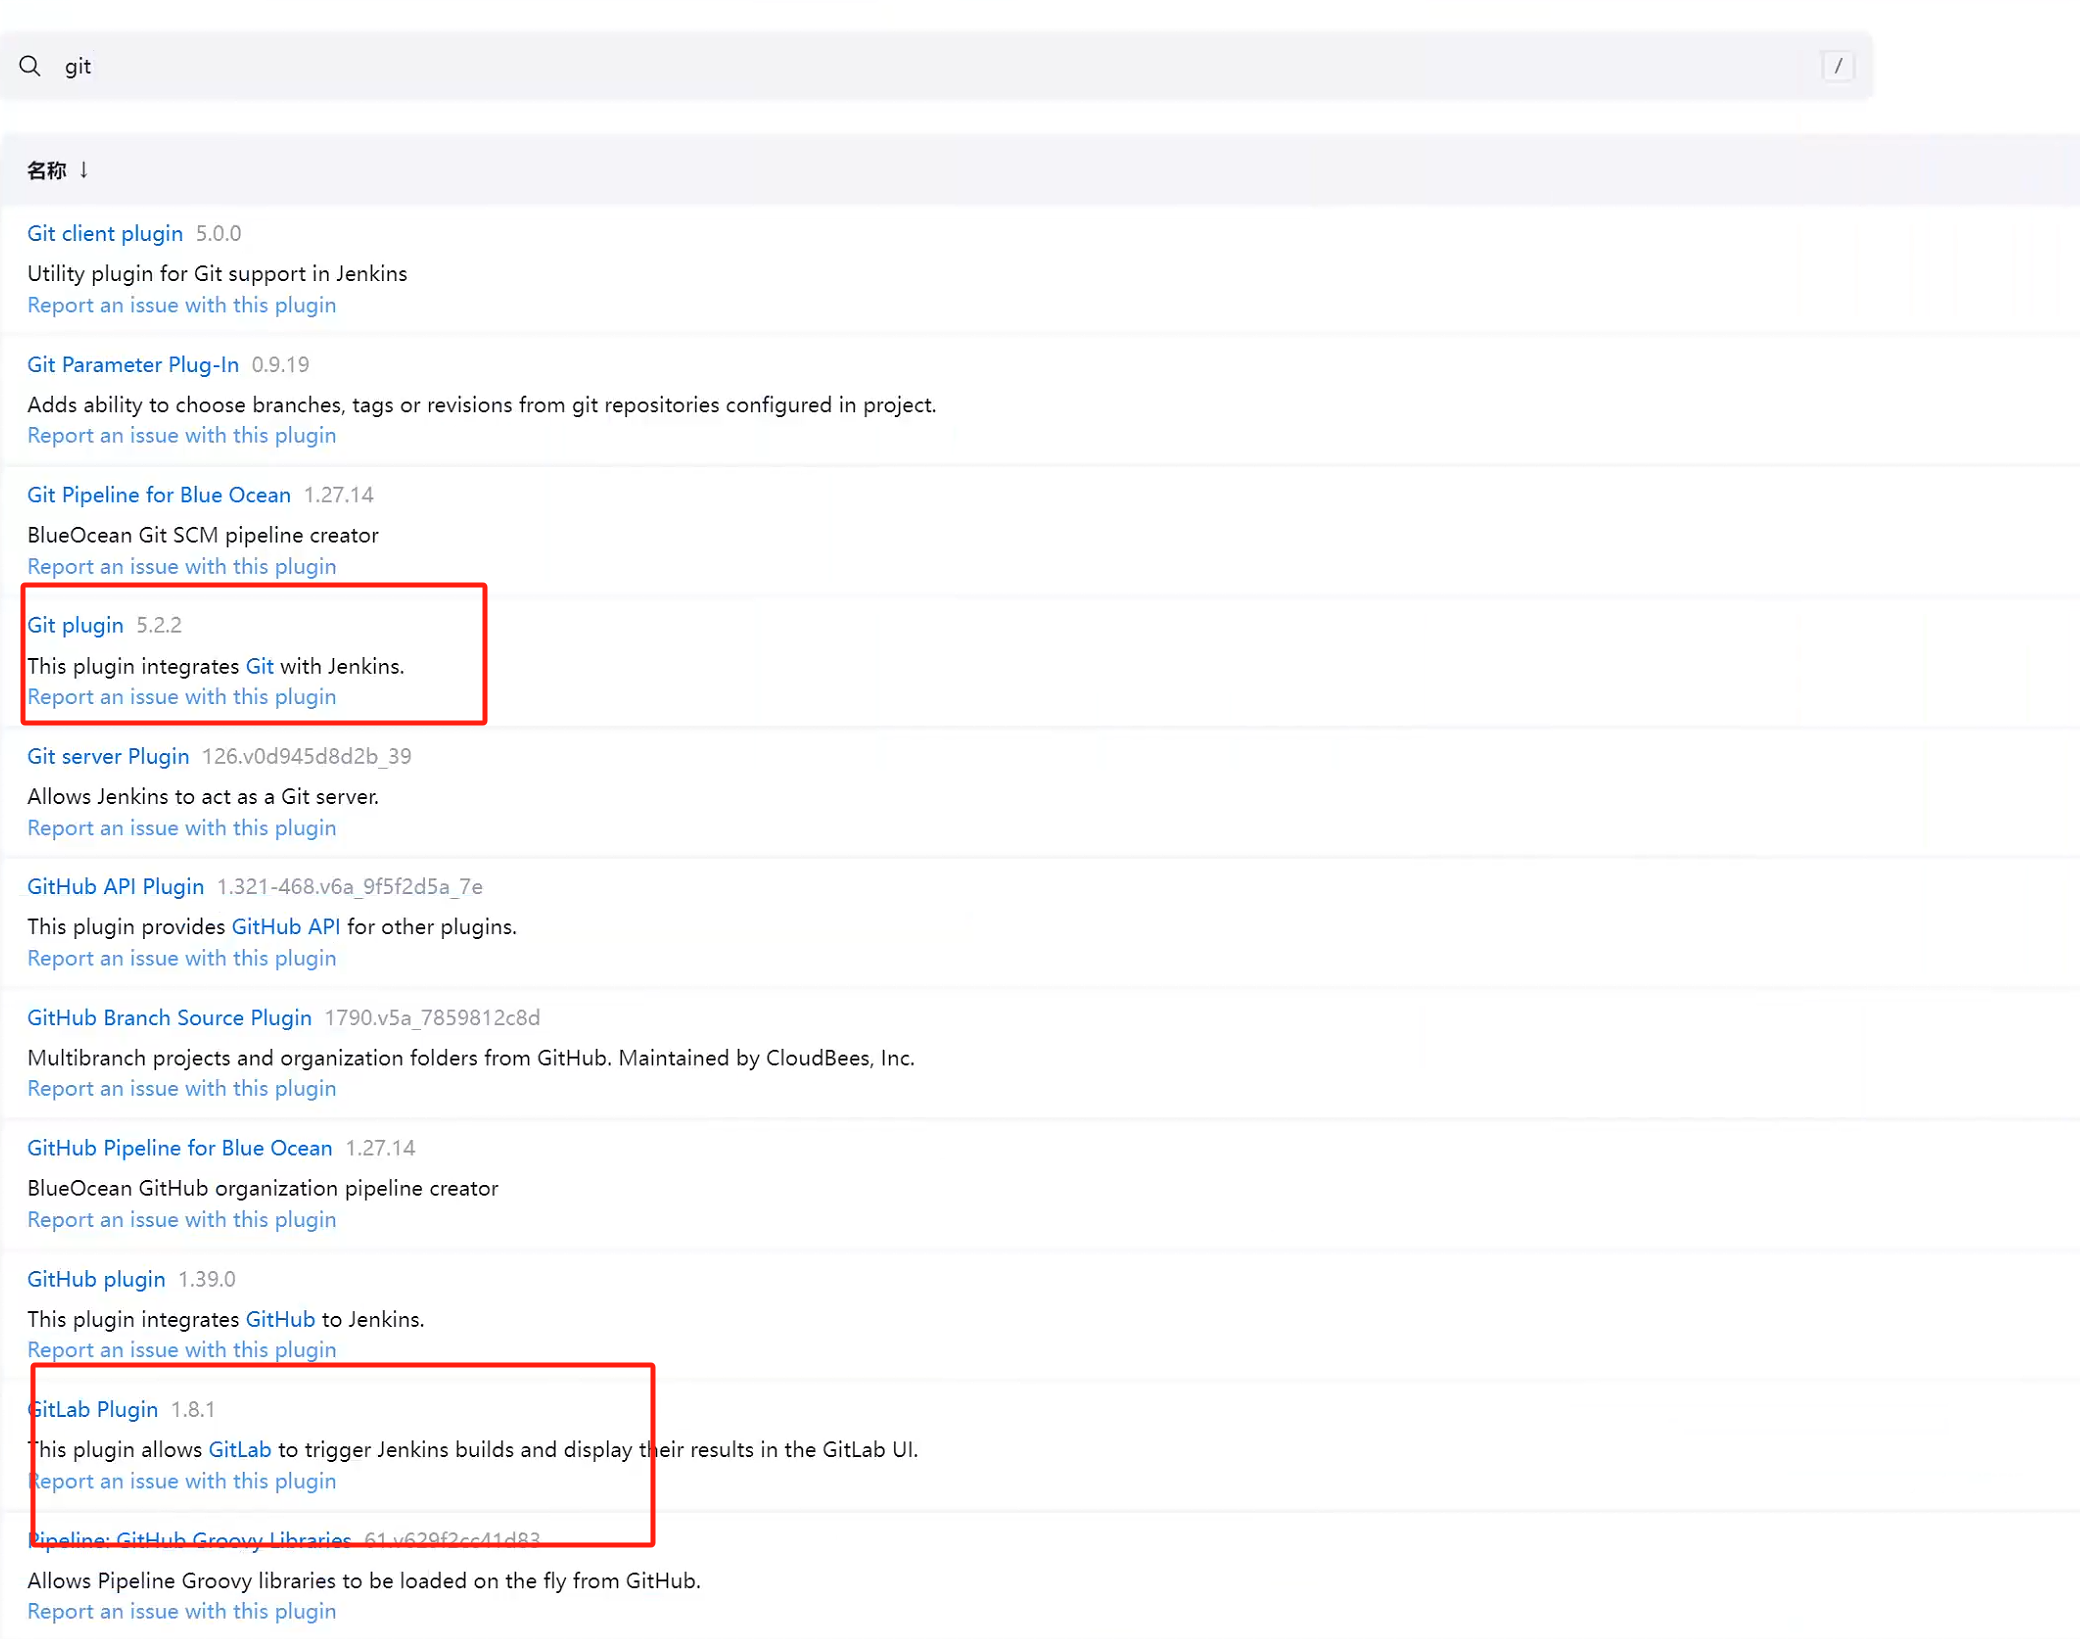 git
/
名称 ↓
Git client plugin 5.0.0
Utility plugin for Git support in Jenkins
Report an issue with this plugin
Git Parameter Plug-In 0.9.19
Adds ability to choose branches, tags or revisions from git repositories configured in project.
Report an issue with this plugin
Git Pipeline for Blue Ocean 1.27.14
BlueOcean Git SCM pipeline creator
Report an issue with this plugin
Git plugin 5.2.2
This plugin integrates Git with Jenkins.
Report an issue with this plugin
Git server Plugin 126.v0d945d8d2b_39
Allows Jenkins to act as a Git server.
Report an issue with this plugin
GitHub API Plugin 1.321-468.v6a_9f5f2d5a_7e
This plugin provides GitHub API for other plugins.
Report an issue with this plugin
GitHub Branch Source Plugin 1790.v5a_7859812c8d
Multibranch projects and organization folders from GitHub. Maintained by CloudBees, Inc.
Report an issue with this plugin
GitHub Pipeline for Blue Ocean 1.27.14
BlueOcean GitHub organization pipeline creator
Report an issue with this plugin
GitHub plugin 1.39.0
This plugin integrates GitHub to Jenkins.
Report an issue with this plugin
GitLab Plugin 1.8.1
This plugin allows GitLab to trigger Jenkins builds and display their results in the GitLab UI.
Report an issue with this plugin
Pipeline: GitHub Groovy Libraries 61.v629f2cc41d83
Allows Pipeline Groovy libraries to be loaded on the fly from GitHub.
Report an issue with this plugin